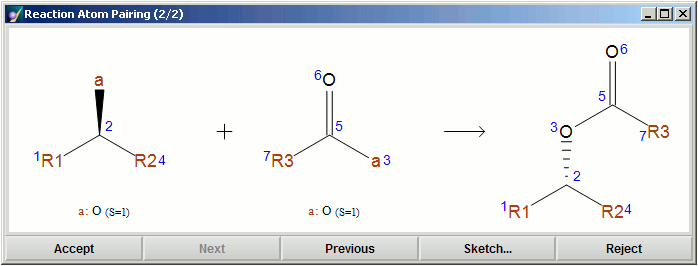 Reaction Atom Pairing (2/2)
a
2
1R1
R24
a: O (S=1)
+
6O
5
7R3
a3
a: O (S=1)
O6
5
3O
7R3
2
1R1
R24
Accept
Next
Previous
Sketch...
Reject